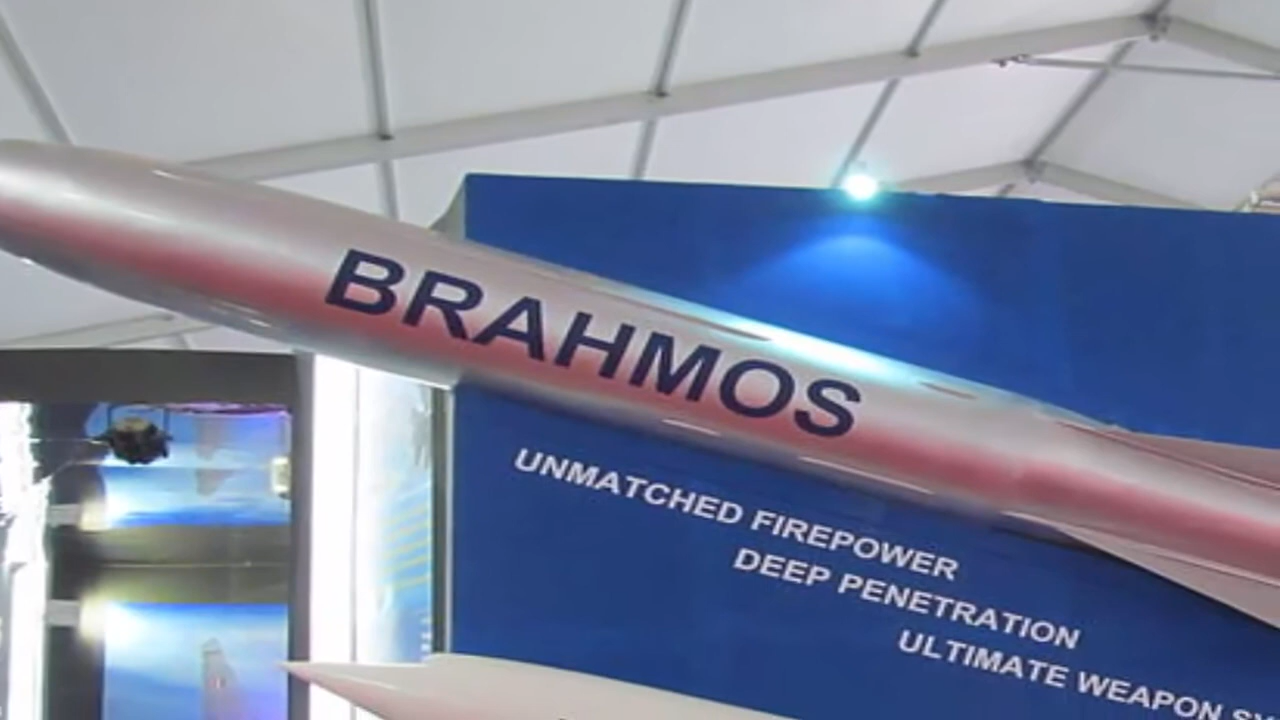 BRAHMOS
UNMATCHED FIREPOWER
DEEP PENETRATION
ULTIMATE WEAPON